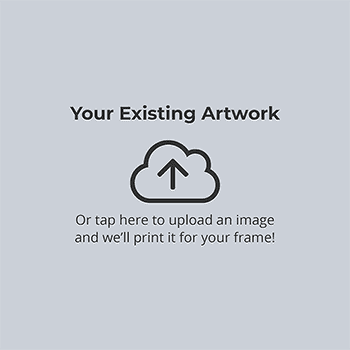 Your Existing Artwork
Or tap here to upload an image
and we'll print it for your frame!